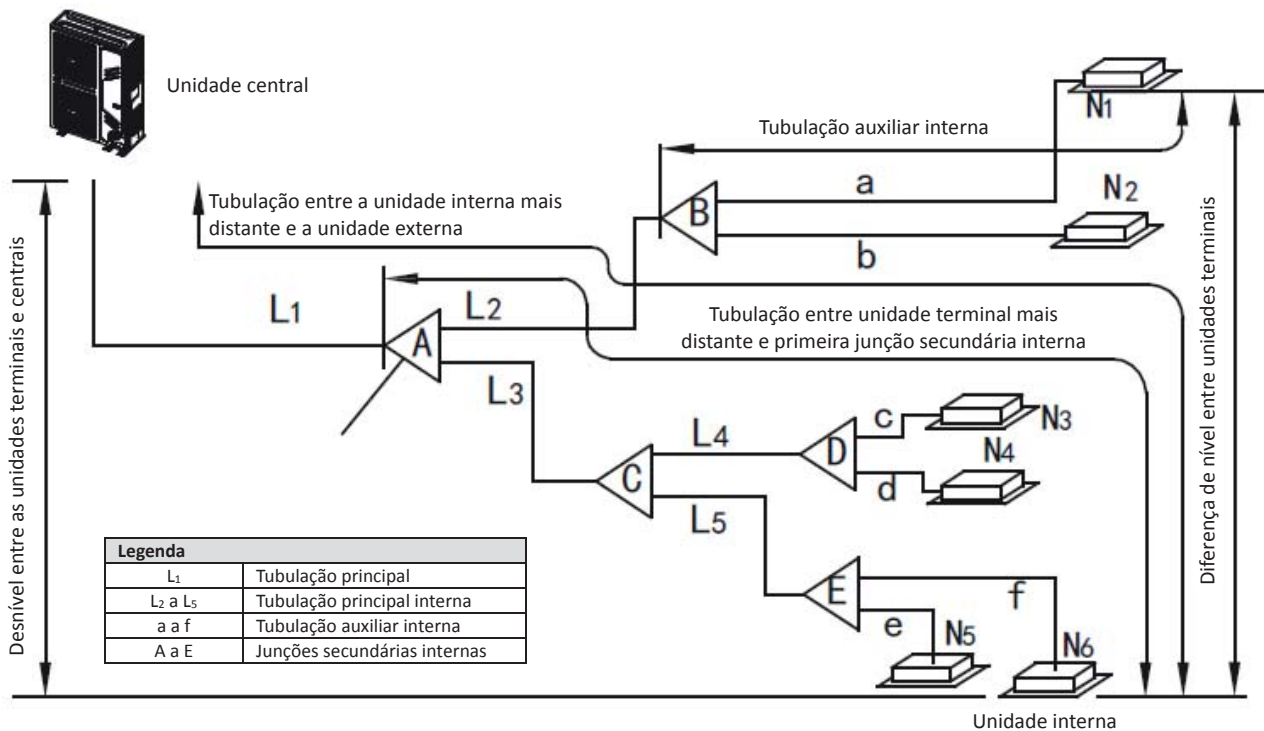 Unidade central
N1
Tubulação auxiliar interna
a
N2
B
b
Tubulação entre a unidade interna mais
distante e a unidade externa
L1
L2
A
Tubulação entre unidade terminal mais
distante e primeira junção secundária interna
L3
L4
c
N3
D
N4
d
C
L5
E
f
e
N5
N6
Unidade interna
Desnível entre as unidades terminais e centrais
Diferença de nível entre unidades terminais
Legenda
L1 Tubulação principal
L2 a L5 Tubulação principal interna
a a f Tubulação auxiliar interna
A a E Junções secundárias internas